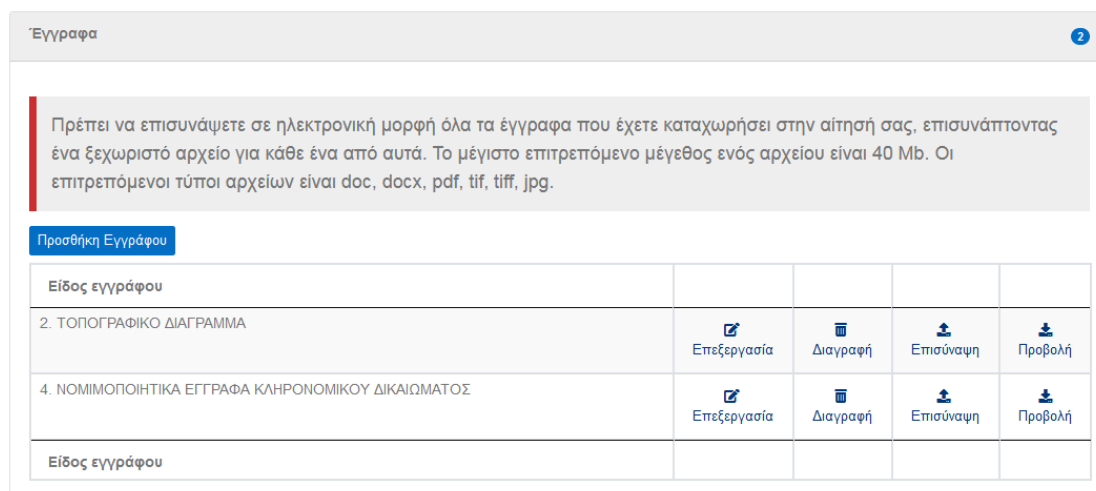 Έγγραφα
2
Πρέπει να επισυνάψετε σε ηλεκτρονική μορφή όλα τα έγγραφα που έχετε καταχωρήσει στην αίτησή σας, επισυνάπτοντας
ένα ξεχωριστό αρχείο για κάθε ένα από αυτά. Το μέγιστο επιτρεπόμενο μέγεθος ενός αρχείου είναι 40 Mb. Οι
επιτρεπόμενοι τύποι αρχείων είναι doc, docx, pdf, tif, tiff, jpg.
Προσθήκη Εγγράφου
Είδος εγγράφου
2. ΤΟΠΟΓΡΑΦΙΚΟ ΔΙΑΓΡΑΜΜΑ
Επεξεργασία Διαγραφή Επισύναψη Προβολή
4. ΝΟΜΙΜΟΠΟΙΗΤΙΚΑ ΕΓΓΡΑΦΑ ΚΛΗΡΟΝΟΜΙΚΟΥ ΔΙΚΑΙΩΜΑΤΟΣ
Επεξεργασία Διαγραφή Επισύναψη Προβολή
Είδος εγγράφου